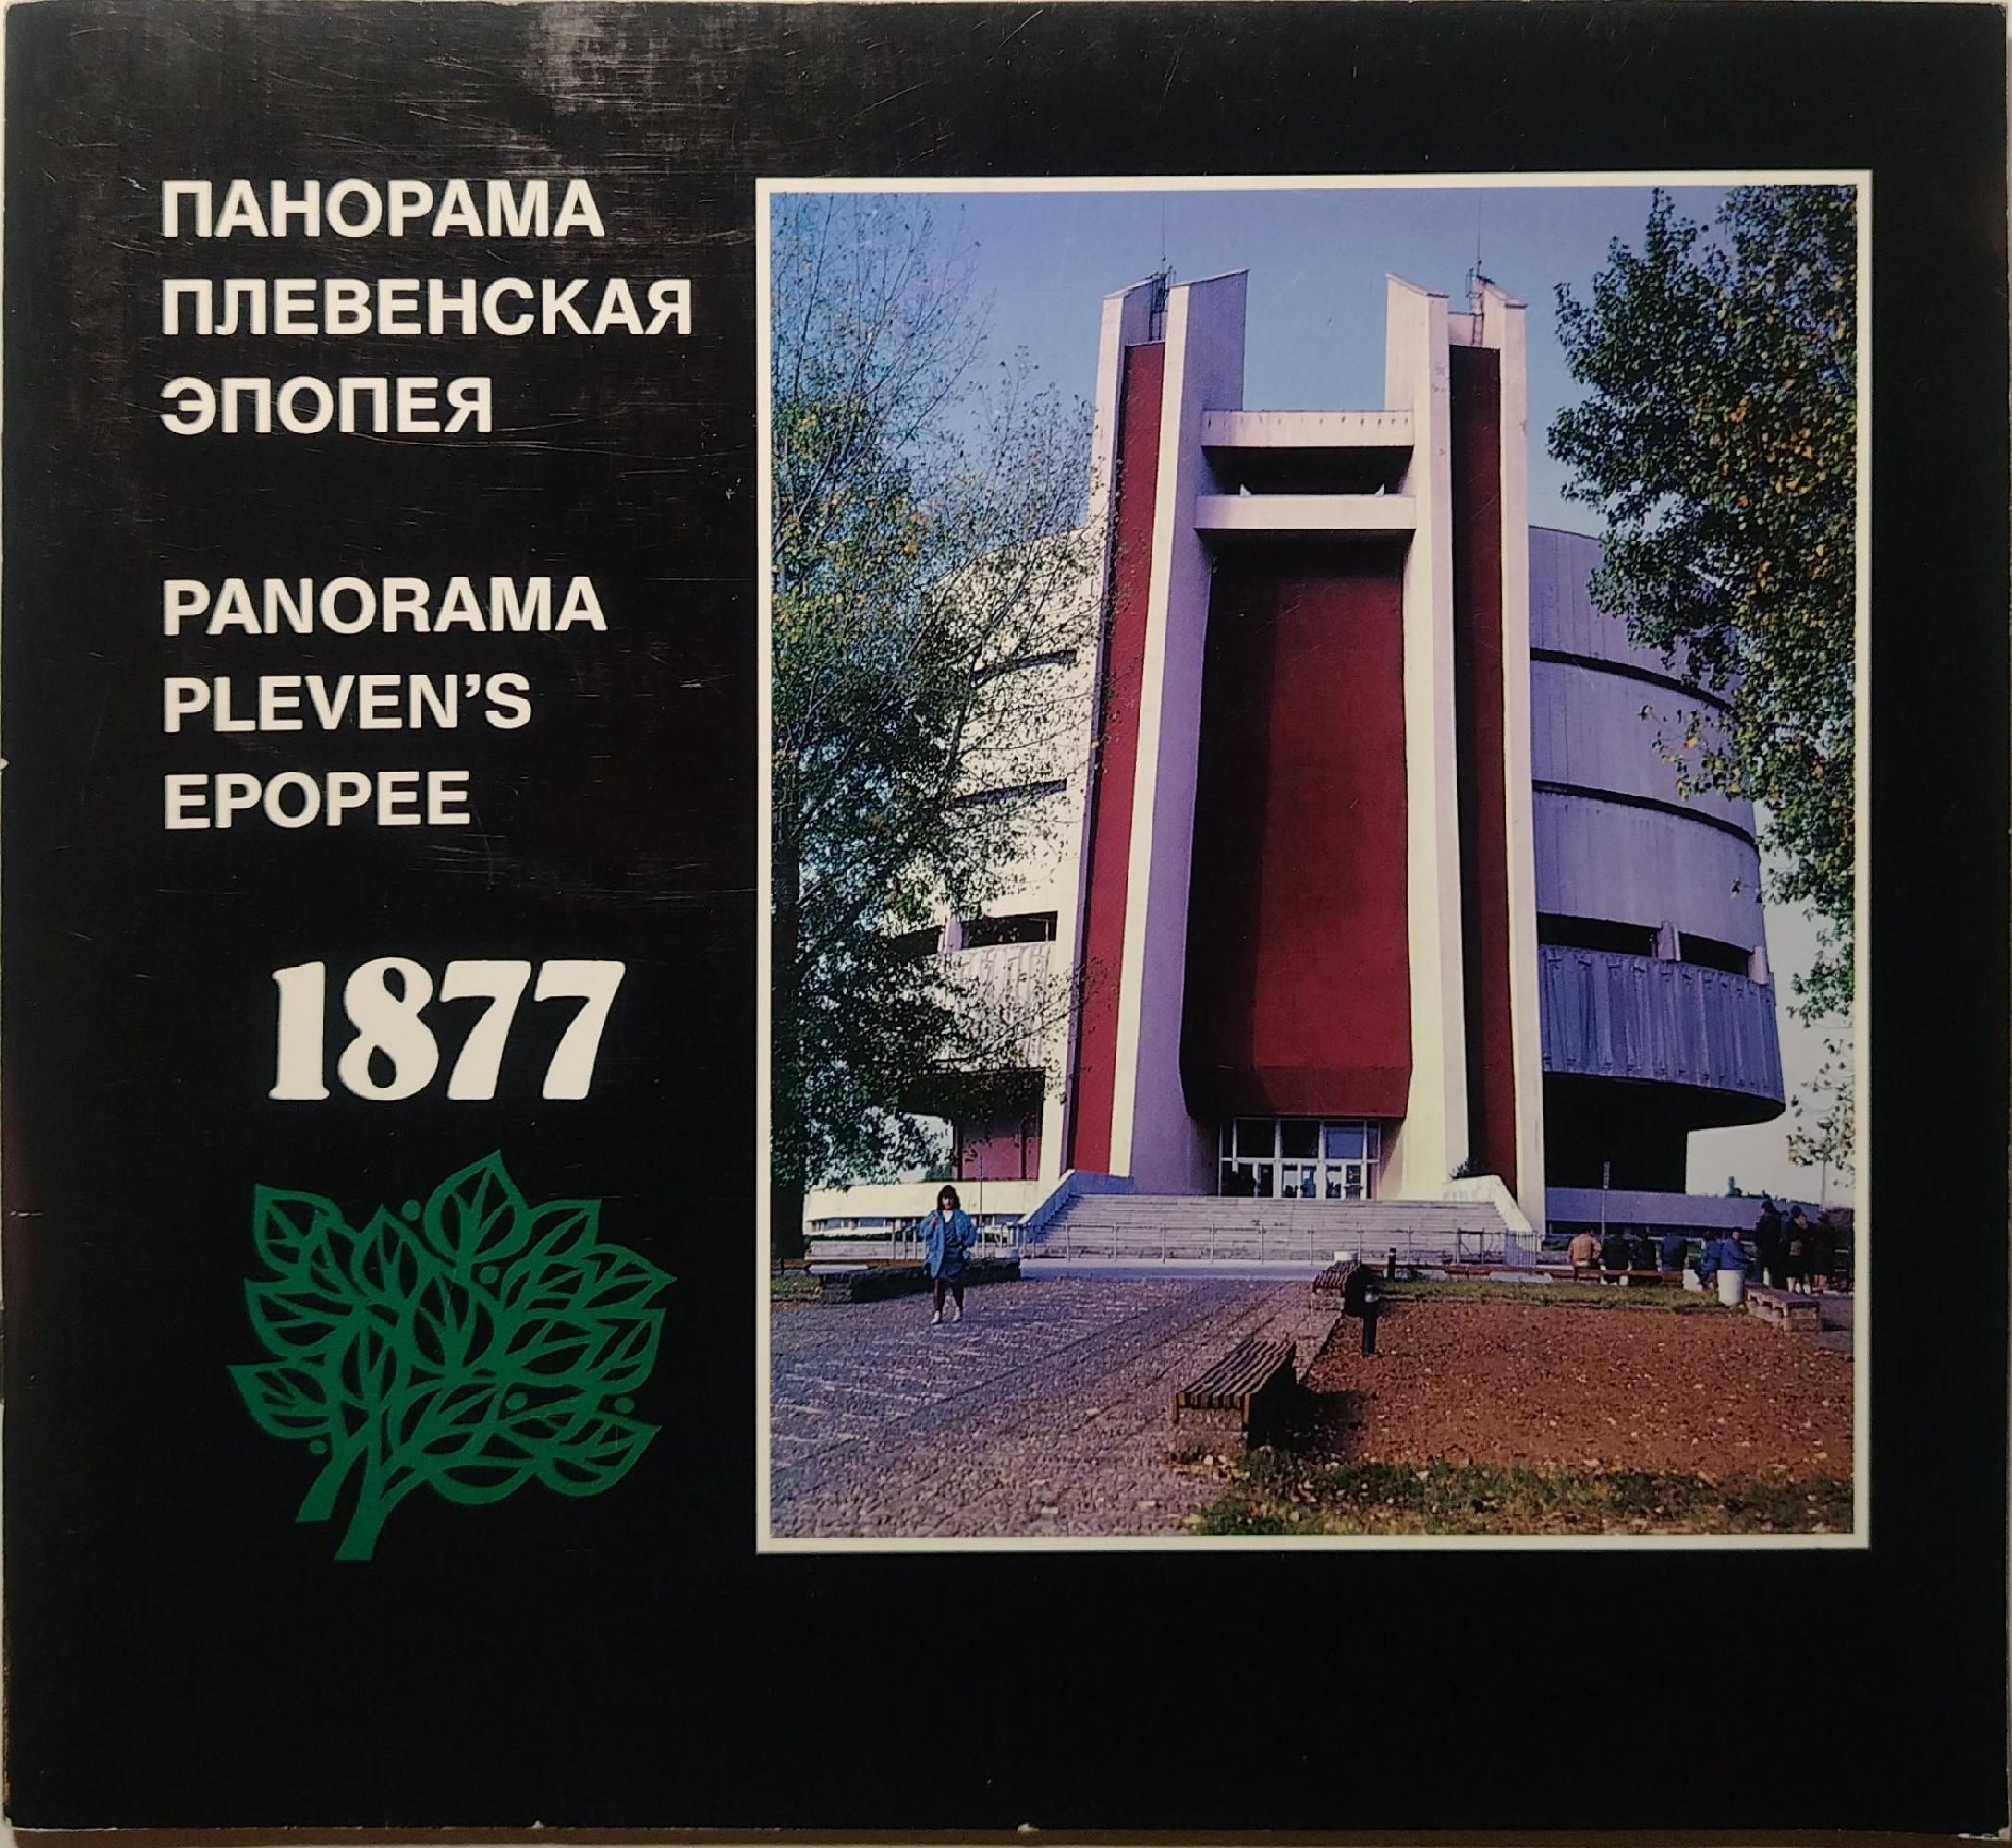 ПАНОРАМА
ПЛЕВЕНСКАЯ
ЭПОПЕЯ
PANORAMA
PLEVEN’S
EPOPEE
1877